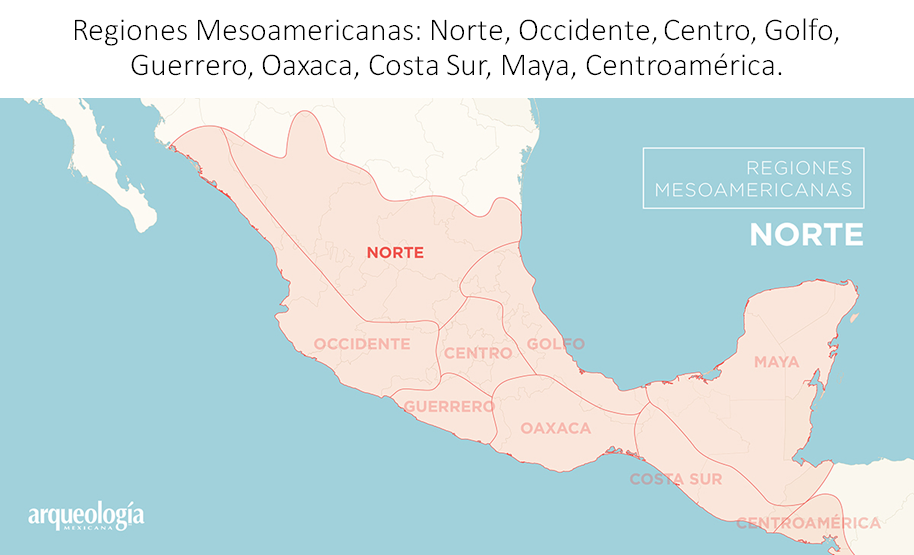 Regiones Mesoamericanas: Norte, Occidente, Centro, Golfo,
Guerrero, Oaxaca, Costa Sur, Maya, Centroamérica.
REGIONES
MESOAMERICANAS
NORTE
NORTE
OCCIDENTE
CENTRO
GOLFO
MAYA
GUERRERO
OAXACA
COSTA SUR
CENTROAMÉRICA
arqueología
MEXICANA